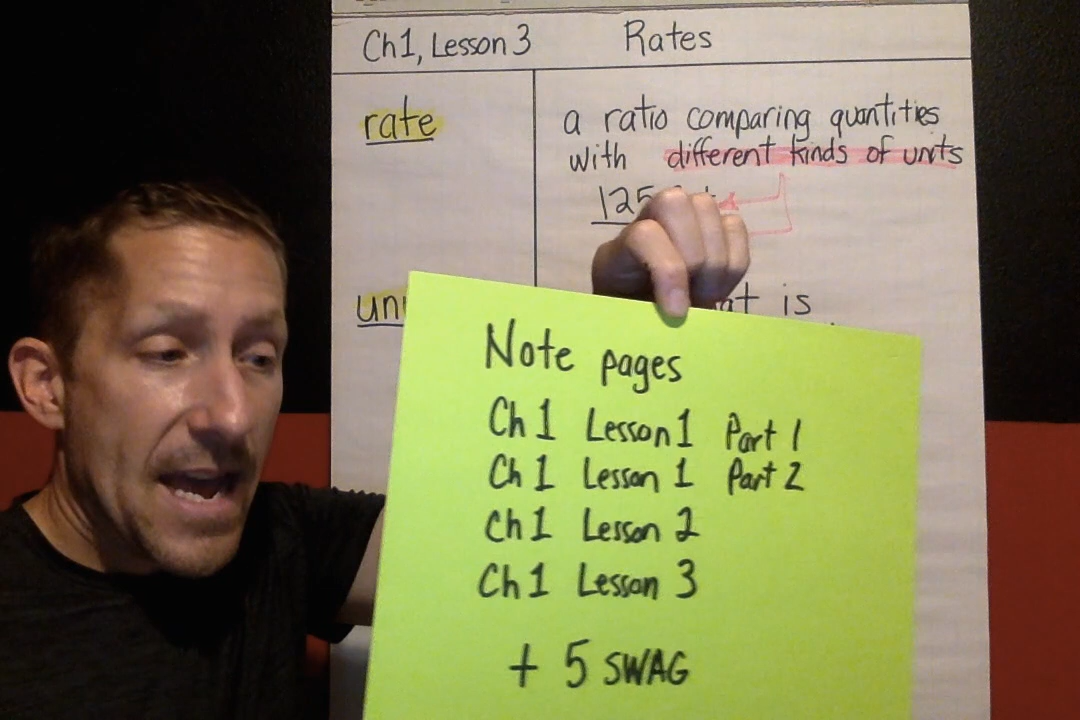 Ch1, Lesson 3 Rates
rate
a ratio comparing quantities
with different kinds of units
125
is
Note pages
Ch 1 Lesson 1 Part 1
Ch 1 Lesson 1 Part 2
Ch 1 Lesson 2
Ch 1 Lesson 3
+ 5 SWAG